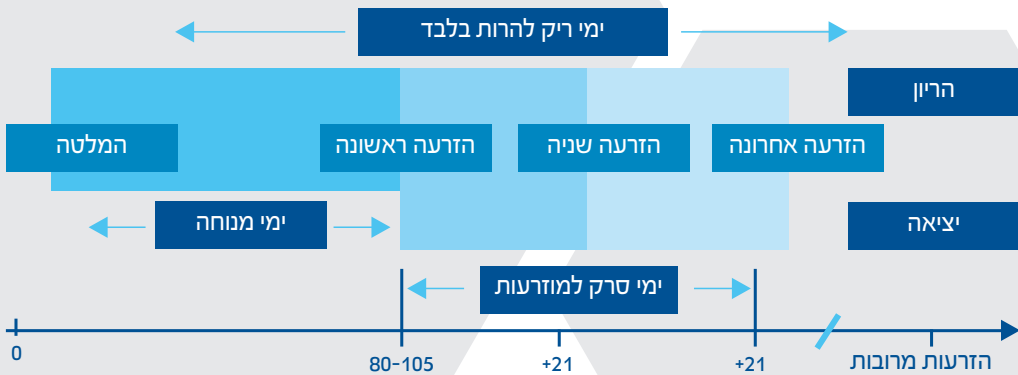 ימי ריק להרות בלבד
הריון
המלטה
הזרעה ראשונה
הזרעה שניה
הזרעה אחרונה
ימי מנוחה
יציאה
ימי סרק למוזרעות
0
80-105
+21
+21
הזרעות מרובות